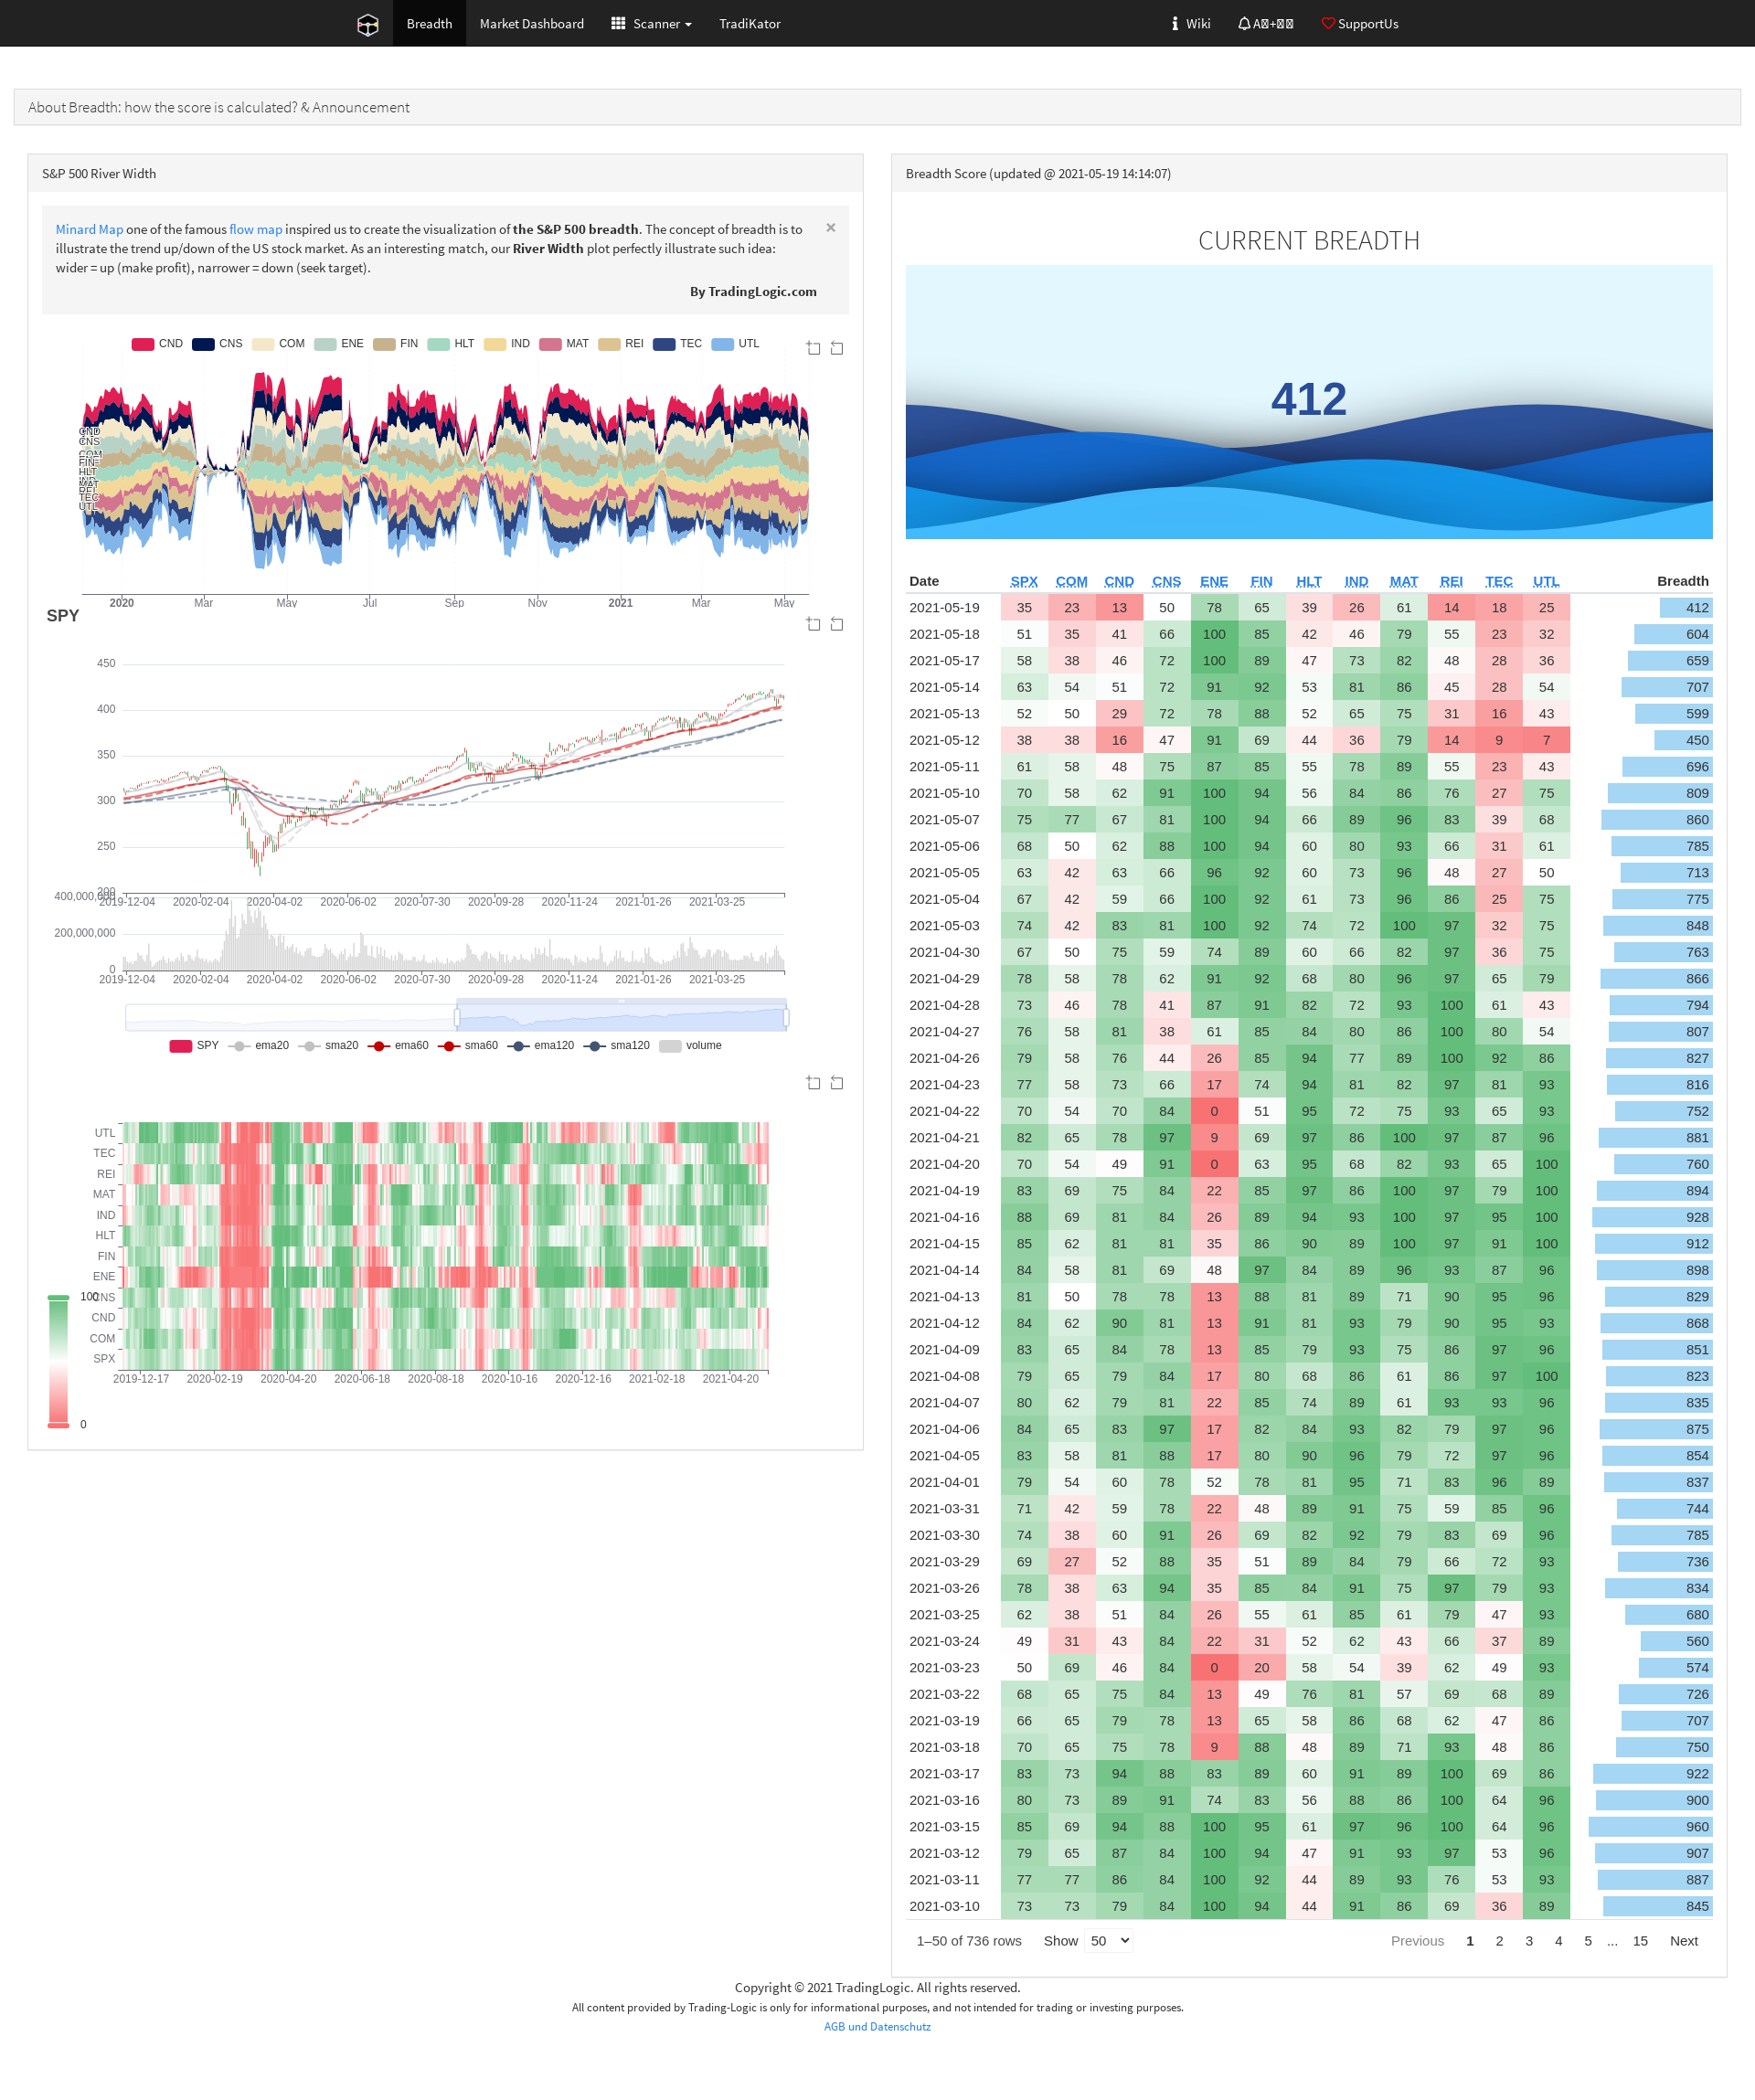 Breadth Market Dashboard Scanner TradiKator Wiki SupportUs
About Breadth: how the score is calculated? & Announcement
S&P 500 River Width
Minard Map one of the famous flow map inspired us to create the visualization of the S&P 500 breadth. The concept of breadth is to
illustrate the trend up/down of the US stock market. As an interesting match, our River Width plot perfectly illustrate such idea:
wider = up (make profit), narrower = down (seek target).
By TradingLogic.com
×
CND CNS COM ENE FIN HLT IND MAT REI TEC UTL
CND
CNS
COM
FIN
HLT
IND
MAT
REI
TEC
UTL
2020 Mar May Jul Sep Nov 2021 Mar May
SPY
450
400
350
300
250
200
2019-12-04 2020-02-04 2020-04-02 2020-06-02 2020-07-30 2020-09-28 2020-11-24 2021-01-26 2021-03-25
400,000,000
200,000,000
0
2019-12-04 2020-02-04 2020-04-02 2020-06-02 2020-07-30 2020-09-28 2020-11-24 2021-01-26 2021-03-25
SPY ema20 sma20 ema60 sma60 ema120 sma120 volume
UTL
TEC
REI
MAT
IND
HLT
FIN
ENE
CNS
CND
COM
SPX
2019-12-17 2020-02-19 2020-04-20 2020-06-18 2020-08-18 2020-10-16 2020-12-16 2021-02-18 2021-04-20
100
0
Breadth Score (updated @ 2021-05-19 14:14:07)
CURRENT BREADTH
412
Date SPX COM CND CNS ENE FIN HLT IND MAT REI TEC UTL Breadth
2021-05-19 35 23 13 50 78 65 39 26 61 14 18 25 412
2021-05-18 51 35 41 66 100 85 42 46 79 55 23 32 604
2021-05-17 58 38 46 72 100 89 47 73 82 48 28 36 659
2021-05-14 63 54 51 72 91 92 53 81 86 45 28 54 707
2021-05-13 52 50 29 72 78 88 52 65 75 31 16 43 599
2021-05-12 38 38 16 47 91 69 44 36 79 14 9 7 450
2021-05-11 61 58 48 75 87 85 55 78 89 55 23 43 696
2021-05-10 70 58 62 91 100 94 56 84 86 76 27 75 809
2021-05-07 75 77 67 81 100 94 66 89 96 83 39 68 860
2021-05-06 68 50 62 88 100 94 60 80 93 66 31 61 785
2021-05-05 63 42 63 66 96 92 60 73 96 48 27 50 713
2021-05-04 67 42 59 66 100 92 61 73 96 86 25 75 775
2021-05-03 74 42 83 81 100 92 74 72 100 97 32 75 848
2021-04-30 67 50 75 59 74 89 60 66 82 97 36 75 763
2021-04-29 78 58 78 62 91 92 68 80 96 97 65 79 866
2021-04-28 73 46 78 41 87 91 82 72 93 100 61 43 794
2021-04-27 76 58 81 38 61 85 84 80 86 100 80 54 807
2021-04-26 79 58 76 44 26 85 94 77 89 100 92 86 827
2021-04-23 77 58 73 66 17 74 94 81 82 97 81 93 816
2021-04-22 70 54 70 84 0 51 95 72 75 93 65 93 752
2021-04-21 82 65 78 97 9 69 97 86 100 97 87 96 881
2021-04-20 70 54 49 91 0 63 95 68 82 93 65 100 760
2021-04-19 83 69 75 84 22 85 97 86 100 97 79 100 894
2021-04-16 88 69 81 84 26 89 94 93 100 97 95 100 928
2021-04-15 85 62 81 81 35 86 90 89 100 97 91 100 912
2021-04-14 84 58 81 69 48 97 84 89 96 93 87 96 898
2021-04-13 81 50 78 78 13 88 81 89 71 90 95 96 829
2021-04-12 84 62 90 81 13 91 81 93 79 90 95 93 868
2021-04-09 83 65 84 78 13 85 79 93 75 86 97 96 851
2021-04-08 79 65 79 84 17 80 68 86 61 86 97 100 823
2021-04-07 80 62 79 81 22 85 74 89 61 93 93 96 835
2021-04-06 84 65 83 97 17 82 84 93 82 79 97 96 875
2021-04-05 83 58 81 88 17 80 90 96 79 72 97 96 854
2021-04-01 79 54 60 78 52 78 81 95 71 83 96 89 837
2021-03-31 71 42 59 78 22 48 89 91 75 59 85 96 744
2021-03-30 74 38 60 91 26 69 82 92 79 83 69 96 785
2021-03-29 69 27 52 88 35 51 89 84 79 66 72 93 736
2021-03-26 78 38 63 94 35 85 84 91 75 97 79 93 834
2021-03-25 62 38 51 84 26 55 61 85 61 79 47 93 680
2021-03-24 49 31 43 84 22 31 52 62 43 66 37 89 560
2021-03-23 50 69 46 84 0 20 58 54 39 62 49 93 574
2021-03-22 68 65 75 84 13 49 76 81 57 69 68 89 726
2021-03-19 66 65 79 78 13 65 58 86 68 62 47 86 707
2021-03-18 70 65 75 78 9 88 48 89 71 93 48 86 750
2021-03-17 83 73 94 88 83 89 60 91 89 100 69 86 922
2021-03-16 80 73 89 91 74 83 56 88 86 100 64 96 900
2021-03-15 85 69 94 88 100 95 61 97 96 100 64 96 960
2021-03-12 79 65 87 84 100 94 47 91 93 97 53 96 907
2021-03-11 77 77 86 84 100 92 44 89 93 76 53 93 887
2021-03-10 73 73 79 84 100 94 44 91 86 69 36 89 845
1–50 of 736 rows Show 50 Previous 1 2 3 4 5 ... 15 Next
Copyright © 2021 TradingLogic. All rights reserved.
All content provided by Trading-Logic is only for informational purposes, and not intended for trading or investing purposes.
AGB und Datenschutz